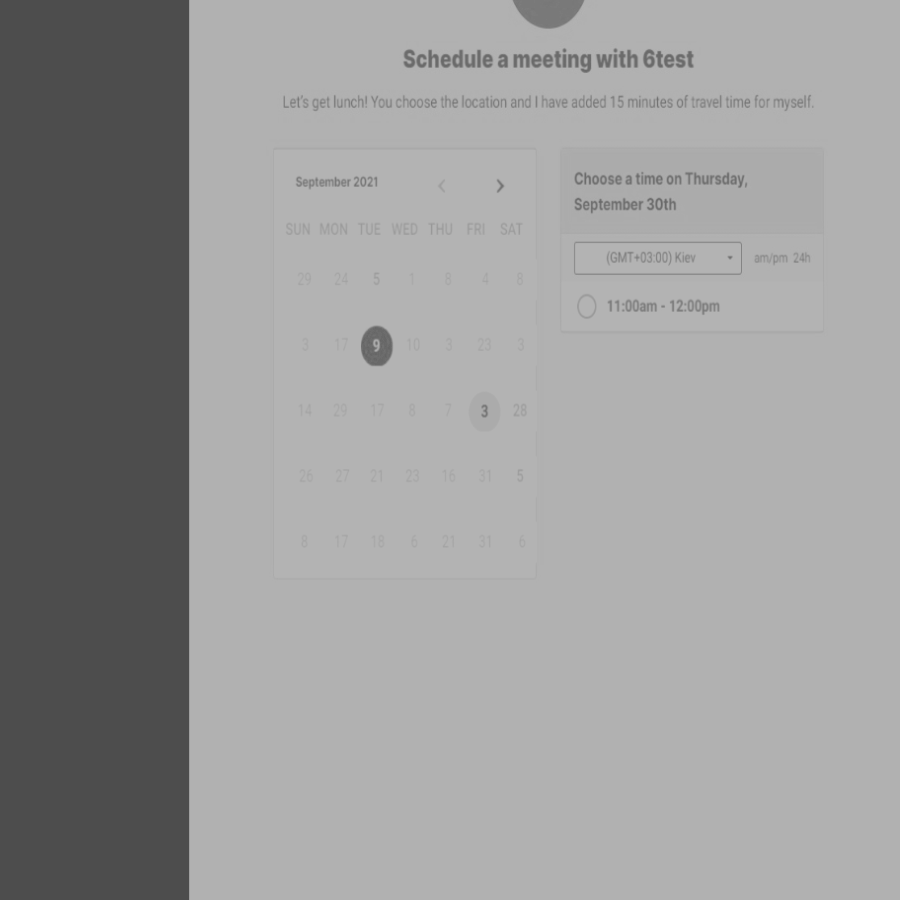 Schedule a meeting with 6test
Let's get lunch! You choose the location and I have added 15 minutes of travel time for myself.
September 2021
SUN MON TUE WED THU FRI SAT
29 24 5 1 8 4 8
3 17 9 10 3 23 3
14 29 17 8 7 3 28
26 27 21 23 16 31 5
8 17 18 6 21 31 6
Choose a time on Thursday,
September 30th
(GMT+03:00) Kiev am/pm 24h
11:00am - 12:00pm